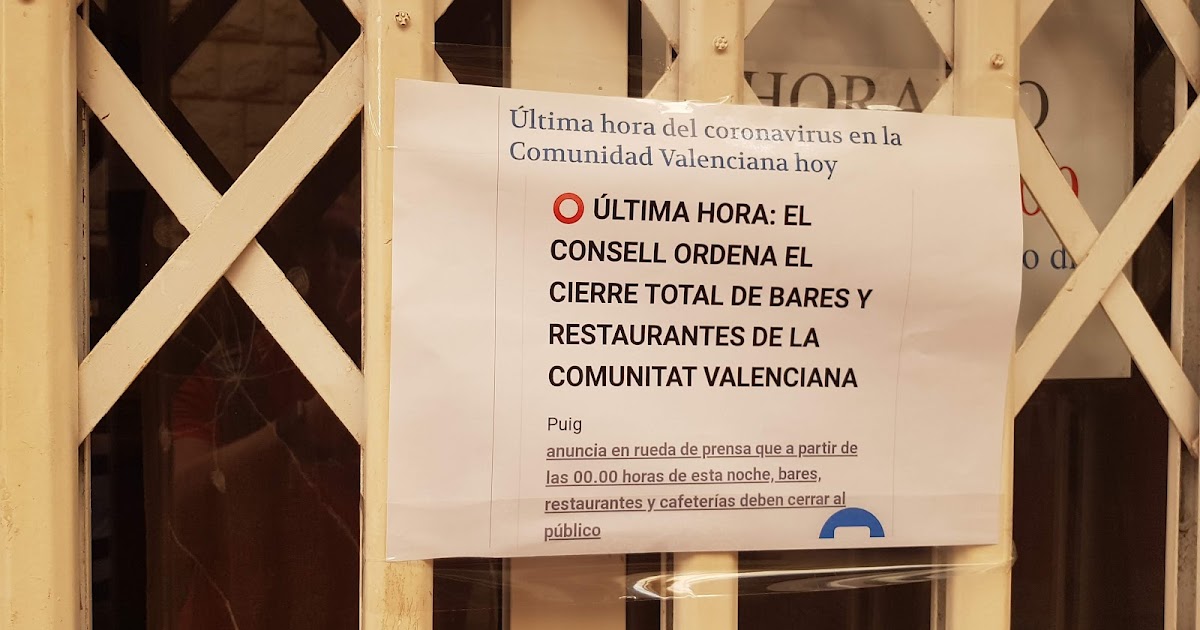 Última hora del coronavirus en la
Comunidad Valenciana hoy
⭕ ÚLTIMA HORA: EL
CONSELL ORDENA EL
CIERRE TOTAL DE BARES Y
RESTAURANTES DE LA
COMUNITAT VALENCIANA
Puig
anuncia en rueda de prensa que a partir de
las 00.00 horas de esta noche, bares,
restaurantes y cafeterías deben cerrar al
público